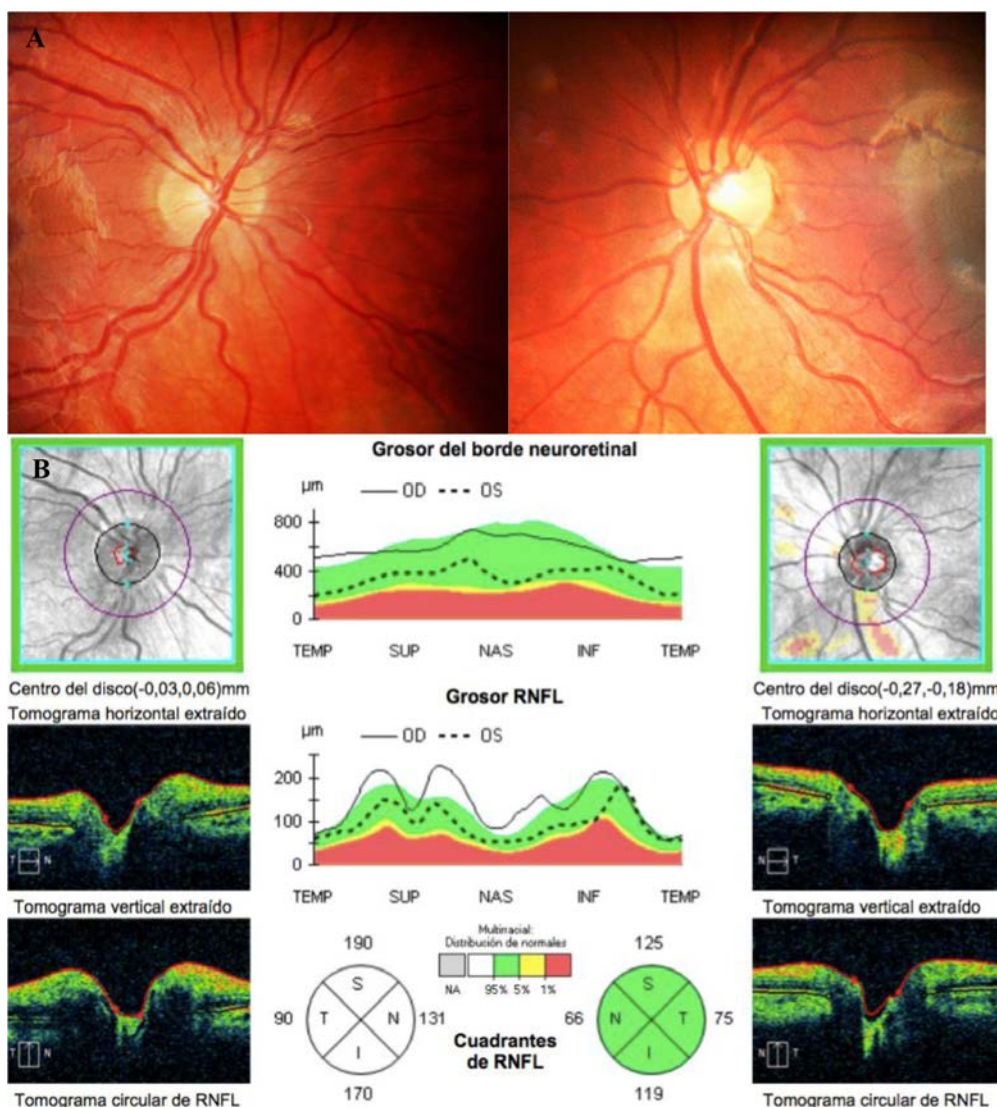 A
B
Grosor del borde neuroretinal
µm
OD
OS
800
400
0
TEMP
SUP
NAS
INF
TEMP
Centro del disco(-0,03,0,06)mm
Tomograma horizontal extraído
Centro del disco(-0,27,-0,18)mm
Tomograma horizontal extraído
Grosor RNFL
µm
OD
OS
200
100
0
TEMP
SUP
NAS
INF
TEMP
T
N
N
T
Tomograma vertical extraído
Tomograma vertical extraído
190
S
90
T
N
131
I
170
Multiracial:
Distribución de normales
NA
95%
5%
1%
Cuadrantes
de RNFL
125
S
66
N
T
75
I
119
I
S
I
S
Tomograma circular de RNFL
Tomograma circular de RNFL